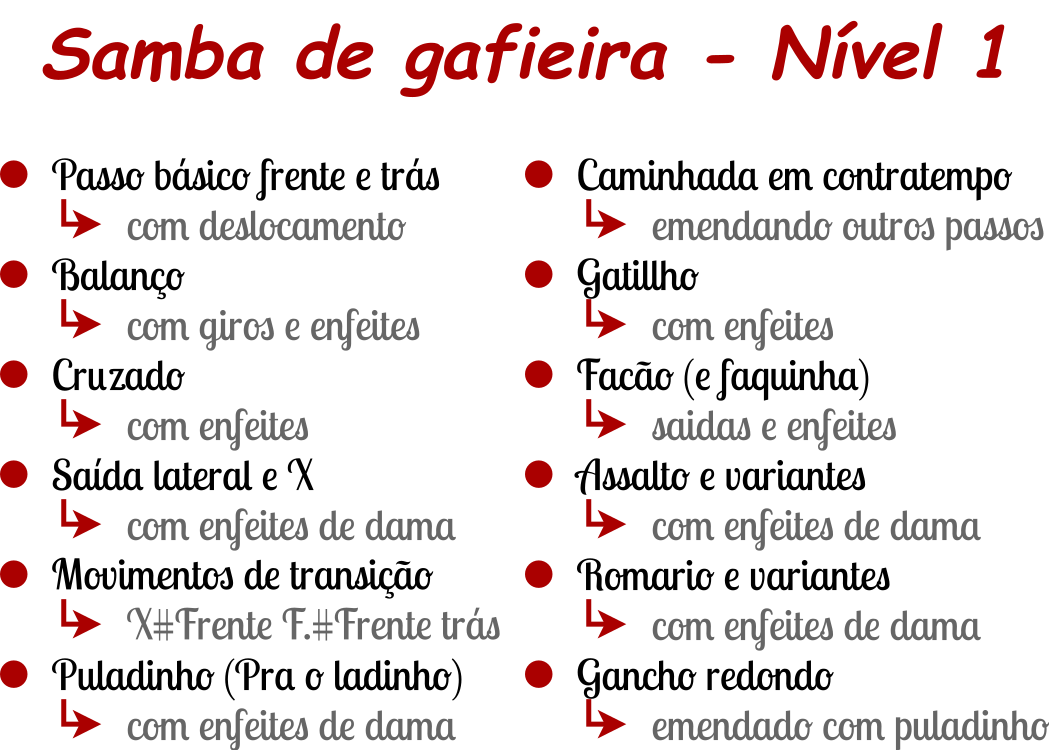 Samba de gafieira - Nível 1
Passo básico frente e trás
com deslocamento
Balanço
com giros e enfeites
Cruzado
com enfeites
Saída lateral e X
com enfeites de dama
Movimentos de transição
X#Frente F.#Frente trás
Puladinho (Pra o ladinho)
com enfeites de dama
Caminhada em contratempo
emendando outros passos
Gatillho
com enfeites
Facão (e faquinha)
saidas e enfeites
Assalto e variantes
com enfeites de dama
Romario e variantes
com enfeites de dama
Gancho redondo
emendado com puladinho